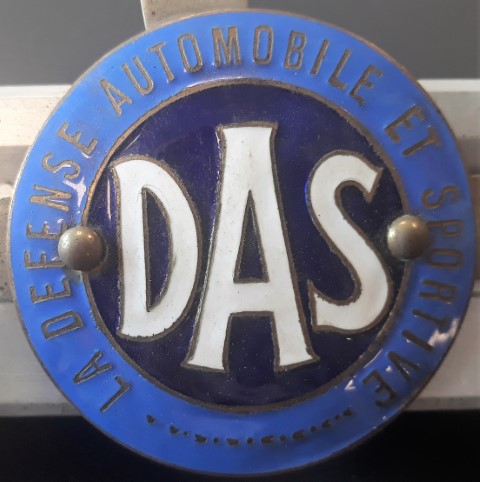 LA DEFENSE AUTOMOBILE ET SPORTIVE
DAS